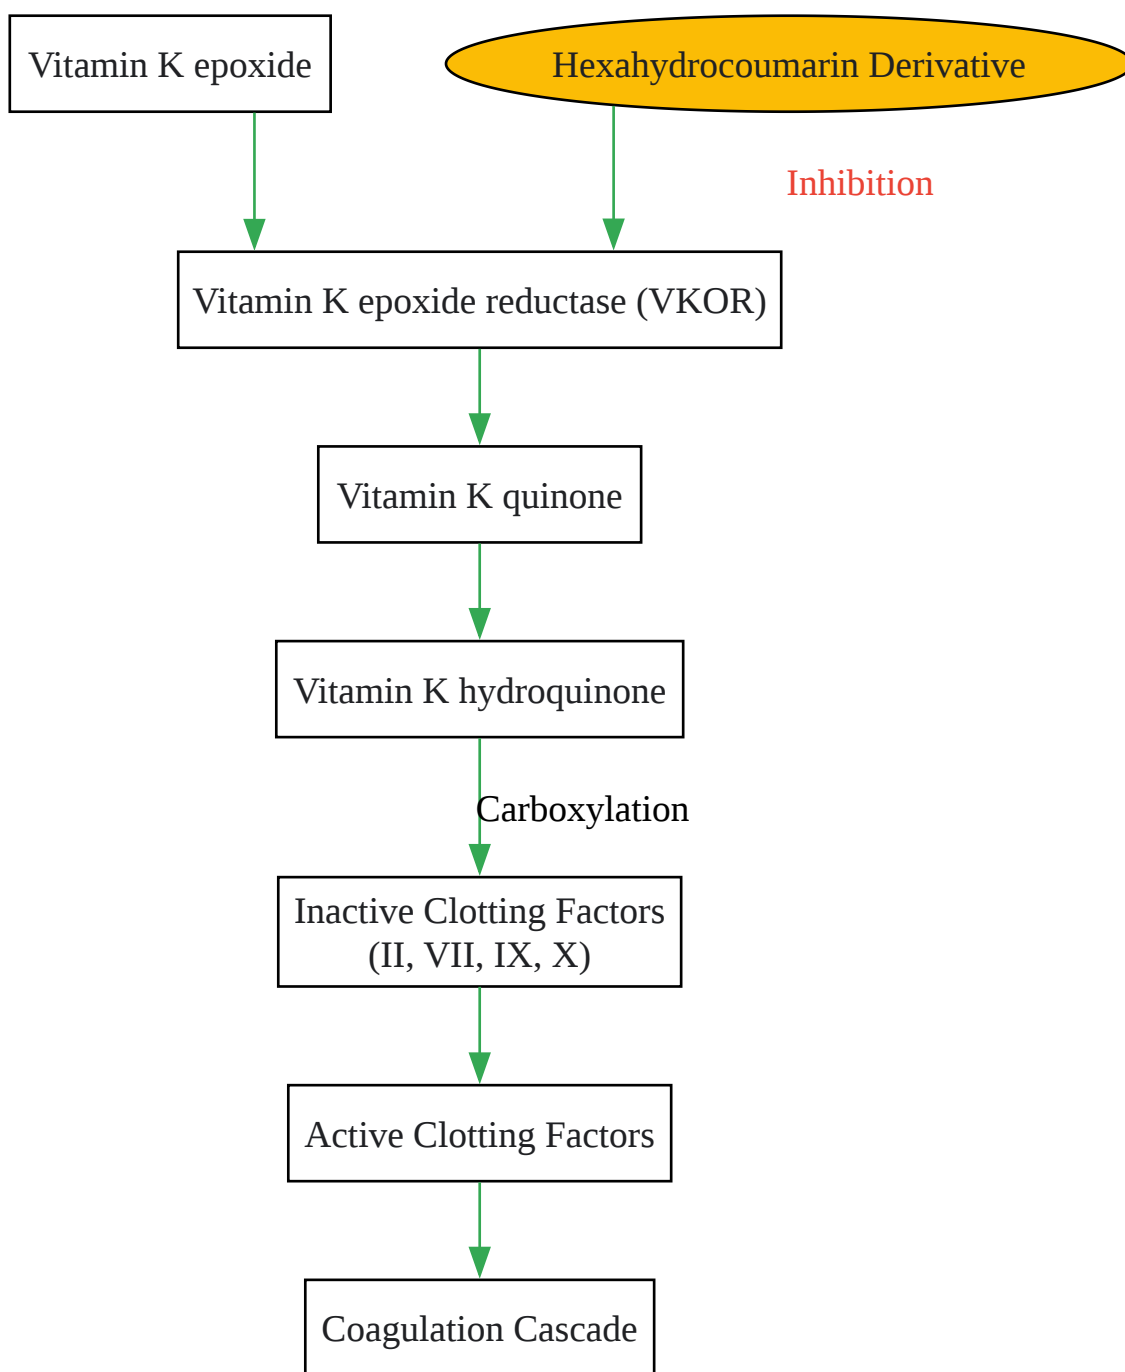 Vitamin K epoxide
Hexahydrocoumarin Derivative
Inhibition
Vitamin K epoxide reductase (VKOR)
Vitamin K quinone
Vitamin K hydroquinone
Carboxylation
Inactive Clotting Factors
(II, VII, IX, X)
Active Clotting Factors
Coagulation Cascade